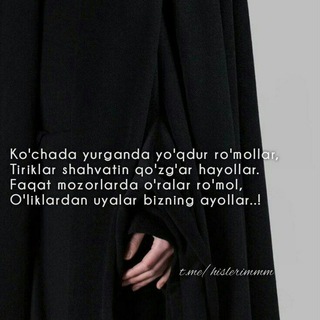 Ko'chada yurganda yo'qdur ro'mollar,
Tiriklar shahvatin qo'zg'ar hayollar.
Faqat mozorlarda o'ralar ro'mol,
O'liklardan uyalar bizning ayollar..!
t.me/hislerimmm